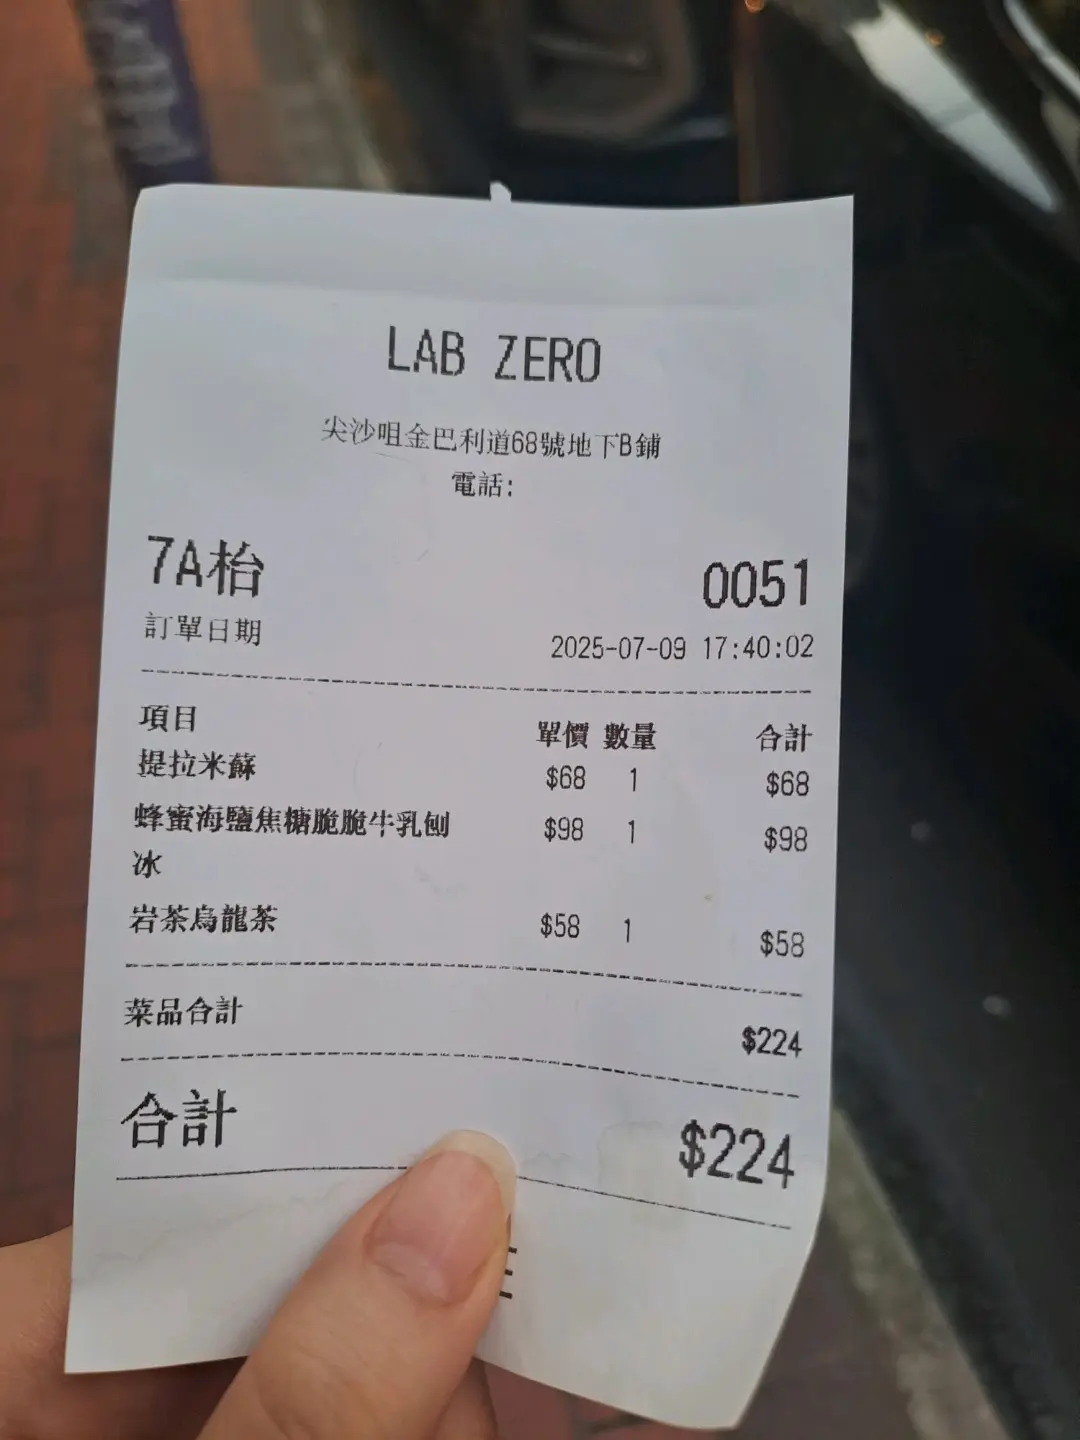 LAB ZERO
尖沙咀金巴利道68號地下B鋪
電話:
7A枱 0051
訂單日期 2025-07-09 17:40:02
項目 單價 數量 合計
提拉米蘇 $68 1 $68
蜂蜜海鹽焦糖脆脆牛乳刨 $98 1 $98
冰
岩茶烏龍茶 $58 1 $58
菜品合計 $224
合計 $224